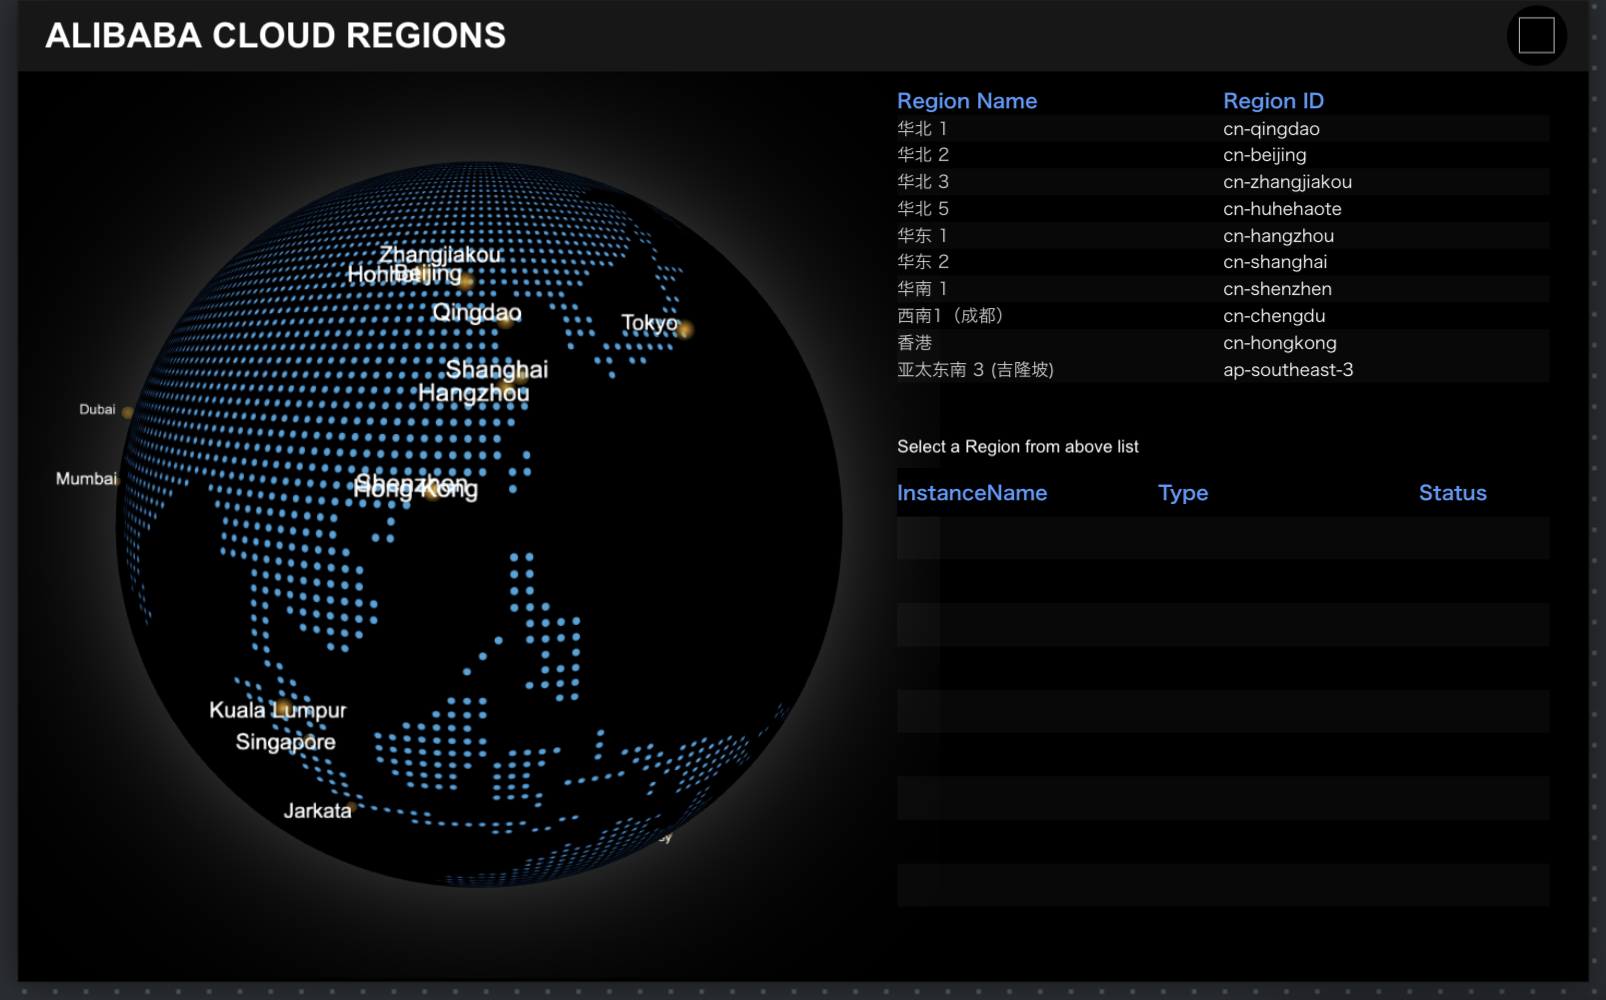 ALIBABA CLOUD REGIONS
Region Name Region ID
华北 1 cn-qingdao
华北 2 cn-beijing
华北 3 cn-zhangjiakou
华北 5 cn-huhehaote
华东 1 cn-hangzhou
华东 2 cn-shanghai
华南 1 cn-shenzhen
西南1（成都） cn-chengdu
香港 cn-hongkong
亚太东南 3 (吉隆坡) ap-southeast-3
Select a Region from above list
InstanceName Type Status
Zhangjiakou
Beijing
Qingdao
Tokyo
Shanghai
Hangzhou
Dubai
Mumbai
Shenzhen
Hong Kong
Kuala Lumpur
Singapore
Jarkata